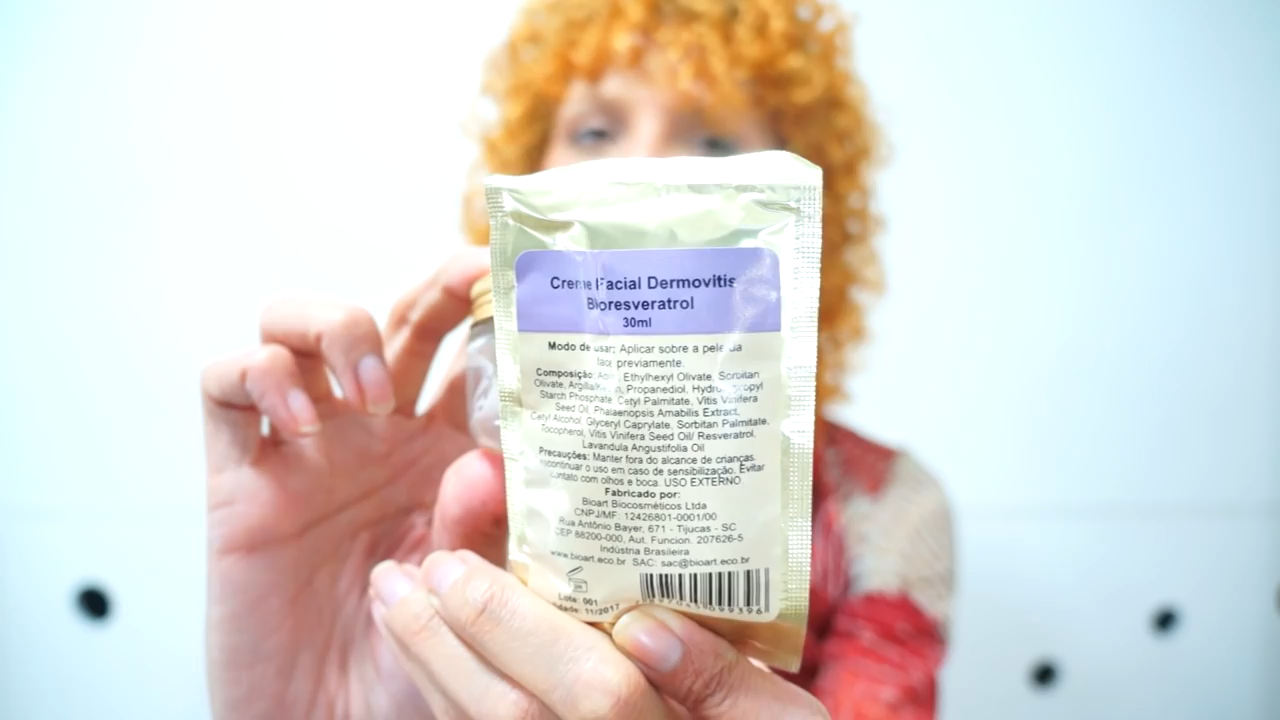 Creme Facial Dermovitis
Bioresveratrol
30ml
Modo de usar: Aplicar sobre a pele da
face previamente.
Composição: Ethylhexyl Olivate, Sorbitan
Olivate, Propanediol,
Starch Phosphate, Cetyl Palmitate, Vitis Vinifera
Seed Oil, Phalaenopsis Amabilis Extract,
Cetyl Alcohol, Glyceryl Caprylate, Sorbitan Palmitate,
Tocopherol, Vitis Vinifera Seed Oil/ Resveratrol,
Lavandula Angustifolia Oil
Precauções: Manter fora do alcance de crianças.
o uso em caso de sensibilização. Evitar
contato com olhos e boca. USO EXTERNO
Fabricado por:
Bioart Biocosméticos Ltda
CNPJ/MF: 12426801-0001/00
Rua Antônio Bayer, 671 - Tijucas - SC
CEP 88200-000, Aut. Funcion. 207626-5
Indústria Brasileira
www.bioart.eco.br SAC: sac@bioart.eco.br
Lote: 001
11/2017